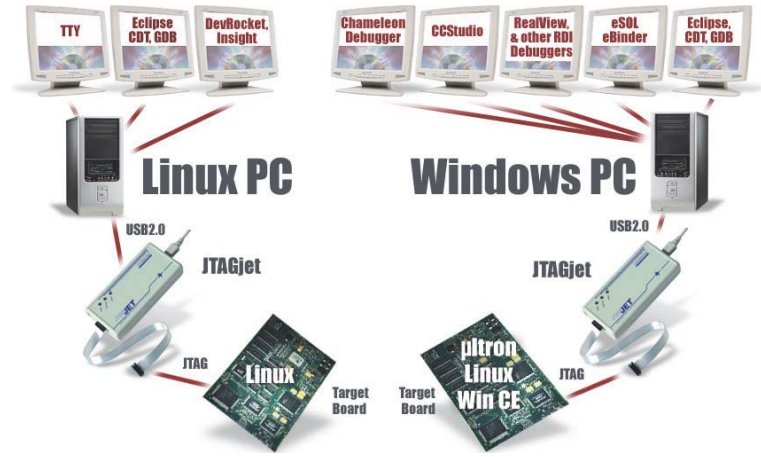 TTY
Eclipse
CDT, GDB
DevRocket,
Insight
Chameleon
Debugger
CCStudio
RealView,
& other RDI
Debuggers
eSOL
eBinder
Eclipse,
CDT, GDB
Linux PC
Windows PC
USB2.0
USB2.0
JTAGjet
JTAGjet
JET
JET
JTAG
Linux
Target
Board
Target
Board
µItron
Linux
Win CE
JTAG